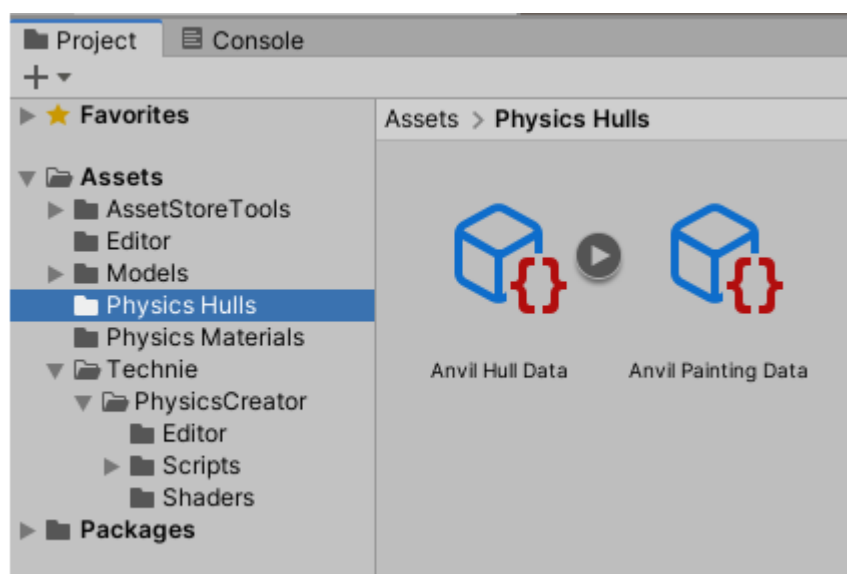 Project
Console
Favorites
Assets
AssetStoreTools
Editor
Models
Physics Hulls
Physics Materials
Technie
PhysicsCreator
Editor
Scripts
Shaders
Packages
Assets > Physics Hulls
Anvil Hull Data
Anvil Painting Data